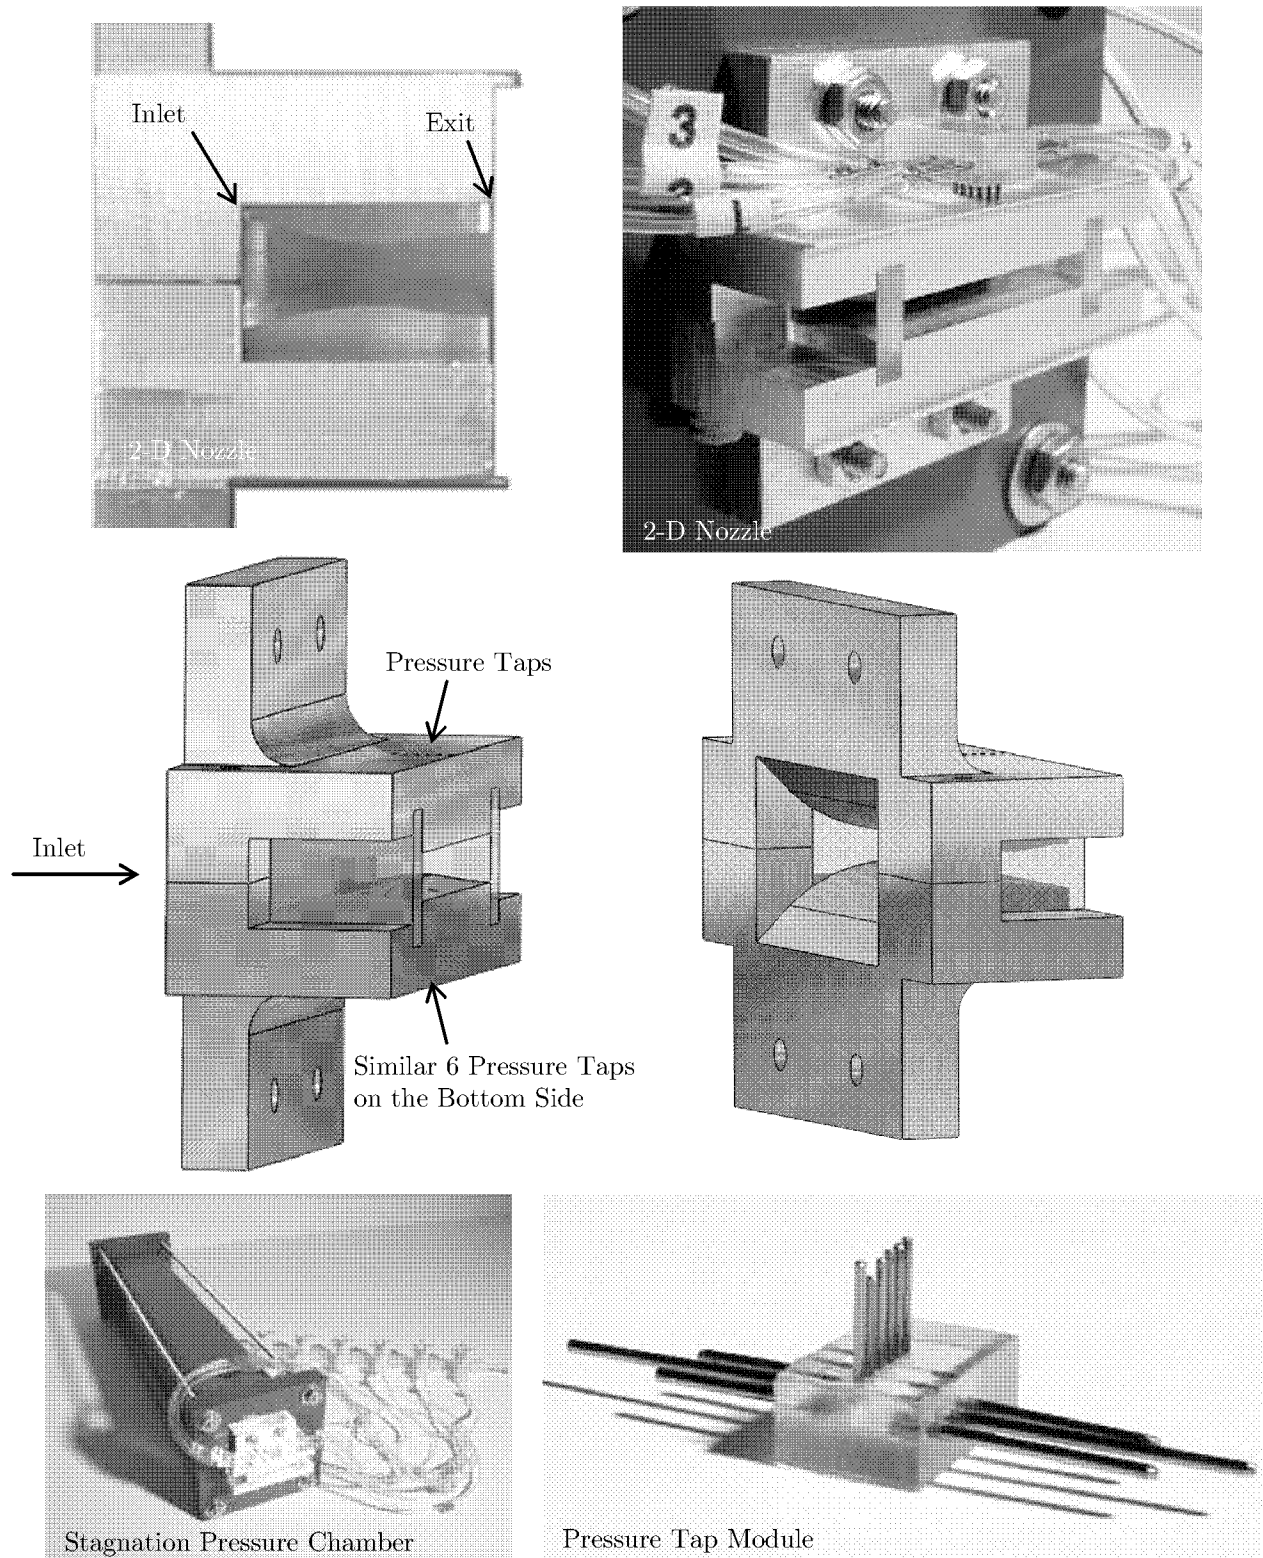 Inlet
Exit
3
2-D Nozzle
2-D Nozzle
Pressure Taps
Inlet
Similar 6 Pressure Taps
on the Bottom Side
Stagnation Pressure Chamber
Pressure Tap Module